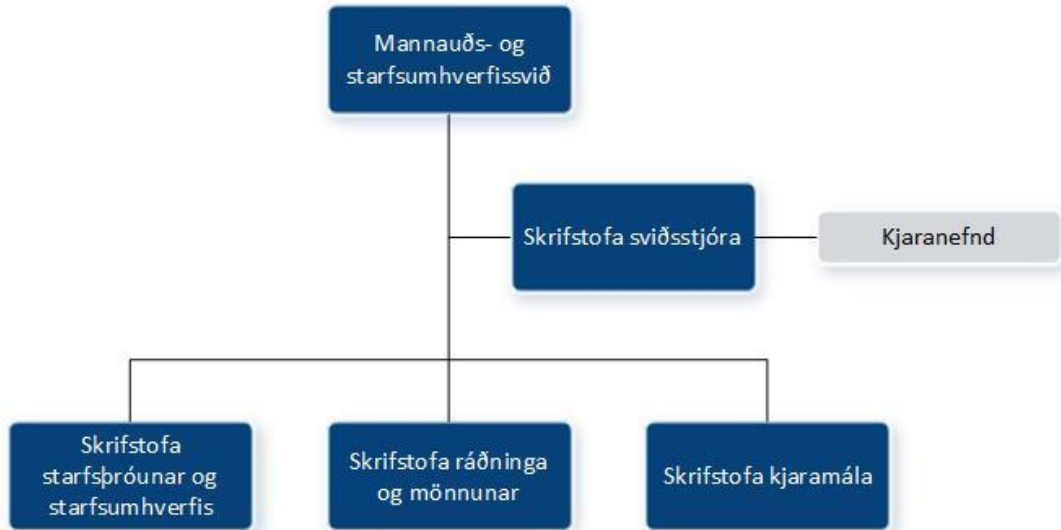 Mannauðs- og
starfsumhverfissvið
Skrifstofa sviðsstjóra
Kjaranefnd
Skrifstofa
starfsþróunar og
starfsumhverfis
Skrifstofa ráðninga
og mönnunar
Skrifstofa kjaramála